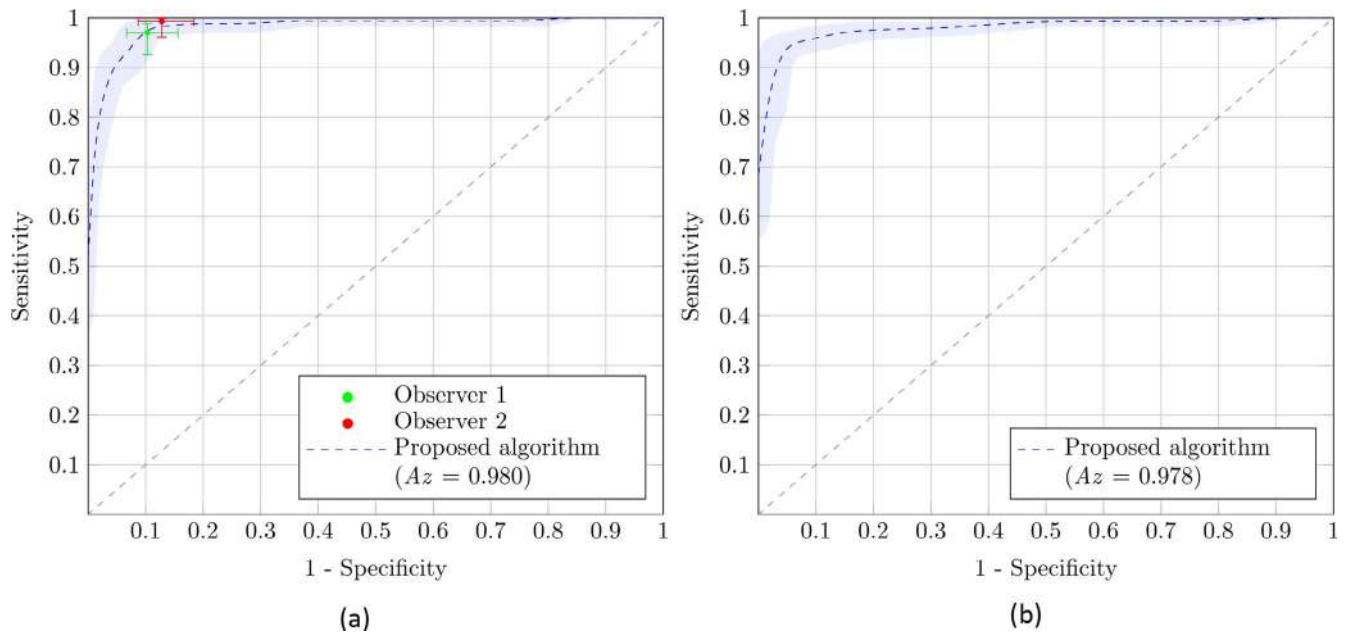 1
0.9
0.8
0.7
0.6
0.5
0.4
0.3
0.2
0.1
Sensitivity
Observer 1
Observer 2
Proposed algorithm
(Az = 0.980)
0.1 0.2 0.3 0.4 0.5 0.6 0.7 0.8 0.9 1
1 - Specificity
(a)
1
0.9
0.8
0.7
0.6
0.5
0.4
0.3
0.2
0.1
Sensitivity
Proposed algorithm
(Az = 0.978)
0.1 0.2 0.3 0.4 0.5 0.6 0.7 0.8 0.9 1
1 - Specificity
(b)